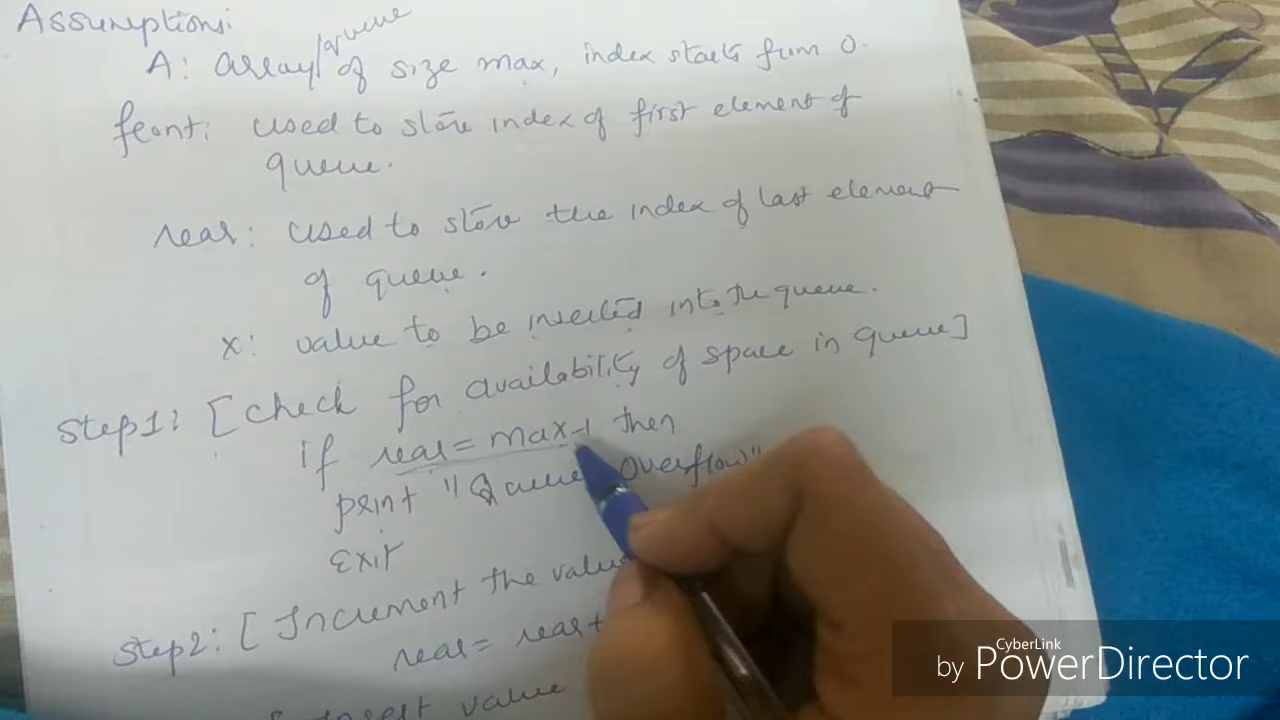 Assumptions:
A: array/queue of size max, index starts from 0.
front: used to store index of first element of
queue.
rear: used to store the index of last element
of queue.
x: value to be inserted into the queue.
Step1: [check for availability of space in queue]
if rear = max-1 then
print "Queue Overflow"
Exit
Step2: [Increment the value
rear = rear+
Insert value
CyberLink
by PowerDirector